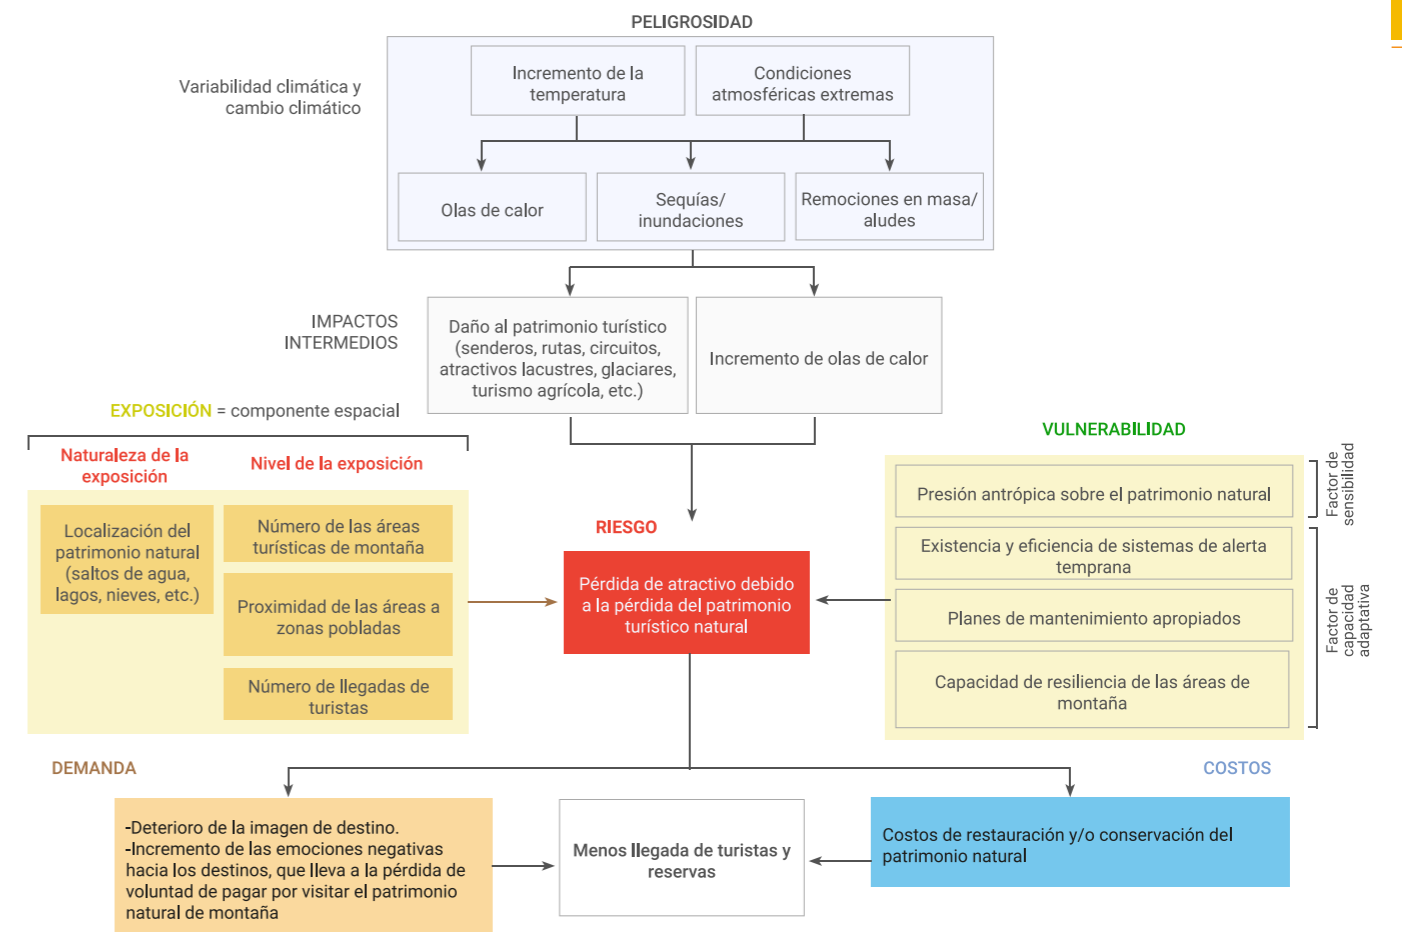 PELIGROSIDAD
Variabilidad climática y
cambio climático
Incremento de la
temperatura
Condiciones
atmosféricas extremas
Olas de calor
Sequías/
inundaciones
Remociones en masa/
aludes
IMPACTOS
INTERMEDIOS
Daño al patrimonio turístico
(senderos, rutas, circuitos,
atractivos lacustres, glaciares,
turismo agrícola, etc.)
Incremento de olas de calor
EXPOSICIÓN = componente espacial
Naturaleza de la
exposición
Nivel de la exposición
Localización del
patrimonio natural
(saltos de agua,
lagos, nieves, etc.)
Número de las áreas
turísticas de montaña
Proximidad de las áreas a
zonas pobladas
Número de llegadas de
turistas
RIESGO
Pérdida de atractivo debido
a la pérdida del patrimonio
turístico natural
VULNERABILIDAD
Presión antrópica sobre el patrimonio natural
Existencia y eficiencia de sistemas de alerta
temprana
Planes de mantenimiento apropiados
Capacidad de resiliencia de las áreas de
montaña
Factor de
sensibilidad
Factor de
capacidad
adaptativa
DEMANDA
-Deterioro de la imagen de destino.
-Incremento de las emociones negativas
hacia los destinos, que lleva a la pérdida de
voluntad de pagar por visitar el patrimonio
natural de montaña
Menos llegada de turistas y
reservas
COSTOS
Costos de restauración y/o conservación del
patrimonio natural